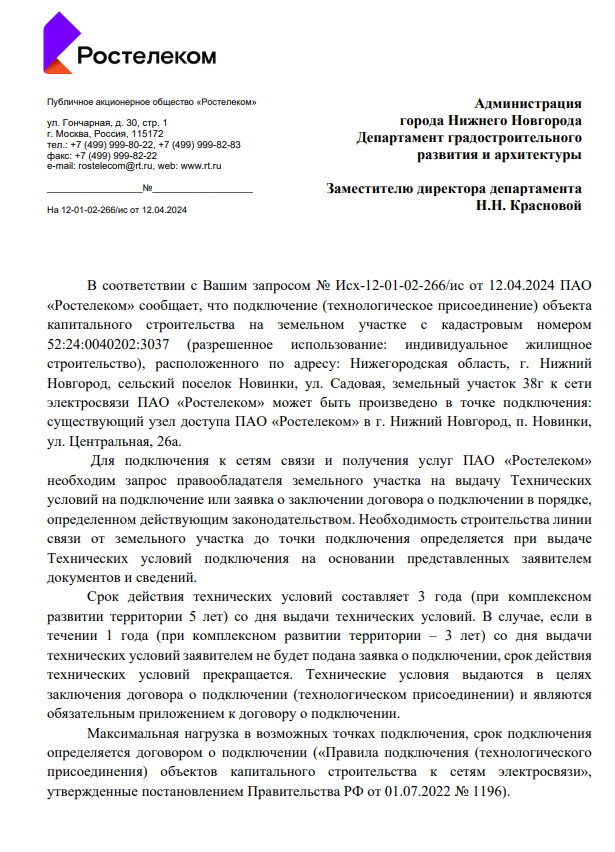 Ростелеком
Публичное акционерное общество «Ростелеком»
ул. Гончарная, д. 30, стр. 1
г. Москва, Россия, 115172
тел.: +7 (499) 999-80-22, +7 (499) 999-82-83
факс: +7 (499) 999-82-22
e-mail: rostelecom@rt.ru, web: www.rt.ru
____________________№_____________________
На 12-01-02-266/ис от 12.04.2024
Администрация
города Нижнего Новгорода
Департамент градостроительного
развития и архитектуры
Заместителю директора департамента
Н.Н. Красновой
В соответствии с Вашим запросом № Исх-12-01-02-266/ис от 12.04.2024 ПАО
«Ростелеком» сообщает, что подключение (технологическое присоединение) объекта
капитального строительства на земельном участке с кадастровым номером
52:24:0040202:3037 (разрешенное использование: индивидуальное жилищное
строительство), расположенного по адресу: Нижегородская область, г. Нижний
Новгород, сельский поселок Новинки, ул. Садовая, земельный участок 38г к сети
электросвязи ПАО «Ростелеком» может быть произведено в точке подключения:
существующий узел доступа ПАО «Ростелеком» в г. Нижний Новгород, п. Новинки,
ул. Центральная, 26а.
Для подключения к сетям связи и получения услуг ПАО «Ростелеком»
необходим запрос правообладателя земельного участка на выдачу Технических
условий на подключение или заявка о заключении договора о подключении в порядке,
определенном действующим законодательством. Необходимость строительства линии
связи от земельного участка до точки подключения определяется при выдаче
Технических условий подключения на основании представленных заявителем
документов и сведений.
Срок действия технических условий составляет 3 года (при комплексном
развитии территории 5 лет) со дня выдачи технических условий. В случае, если в
течении 1 года (при комплексном развитии территории – 3 лет) со дня выдачи
технических условий заявителем не будет подана заявка о подключении, срок действия
технических условий прекращается. Технические условия выдаются в целях
заключения договора о подключении (технологическом присоединении) и являются
обязательным приложением к договору о подключении.
Максимальная нагрузка в возможных точках подключения, срок подключения
определяется договором о подключении («Правила подключения (технологического
присоединения) объектов капитального строительства к сетям электросвязи»,
утвержденные постановлением Правительства РФ от 01.07.2022 № 1196).